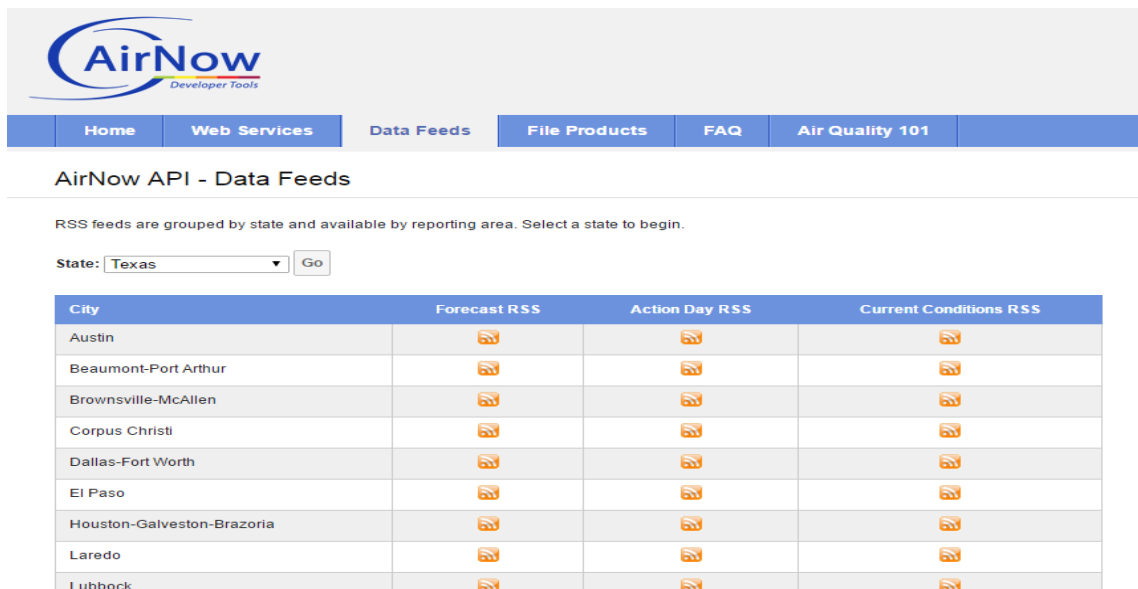 AirNow
Developer Tools
Home Web Services Data Feeds File Products FAQ Air Quality 101
AirNow API - Data Feeds
RSS feeds are grouped by state and available by reporting area. Select a state to begin.
State: Texas Go
City Forecast RSS Action Day RSS Current Conditions RSS
Austin
Beaumont-Port Arthur
Brownsville-McAllen
Corpus Christi
Dallas-Fort Worth
El Paso
Houston-Galveston-Brazoria
Laredo
Lubbock